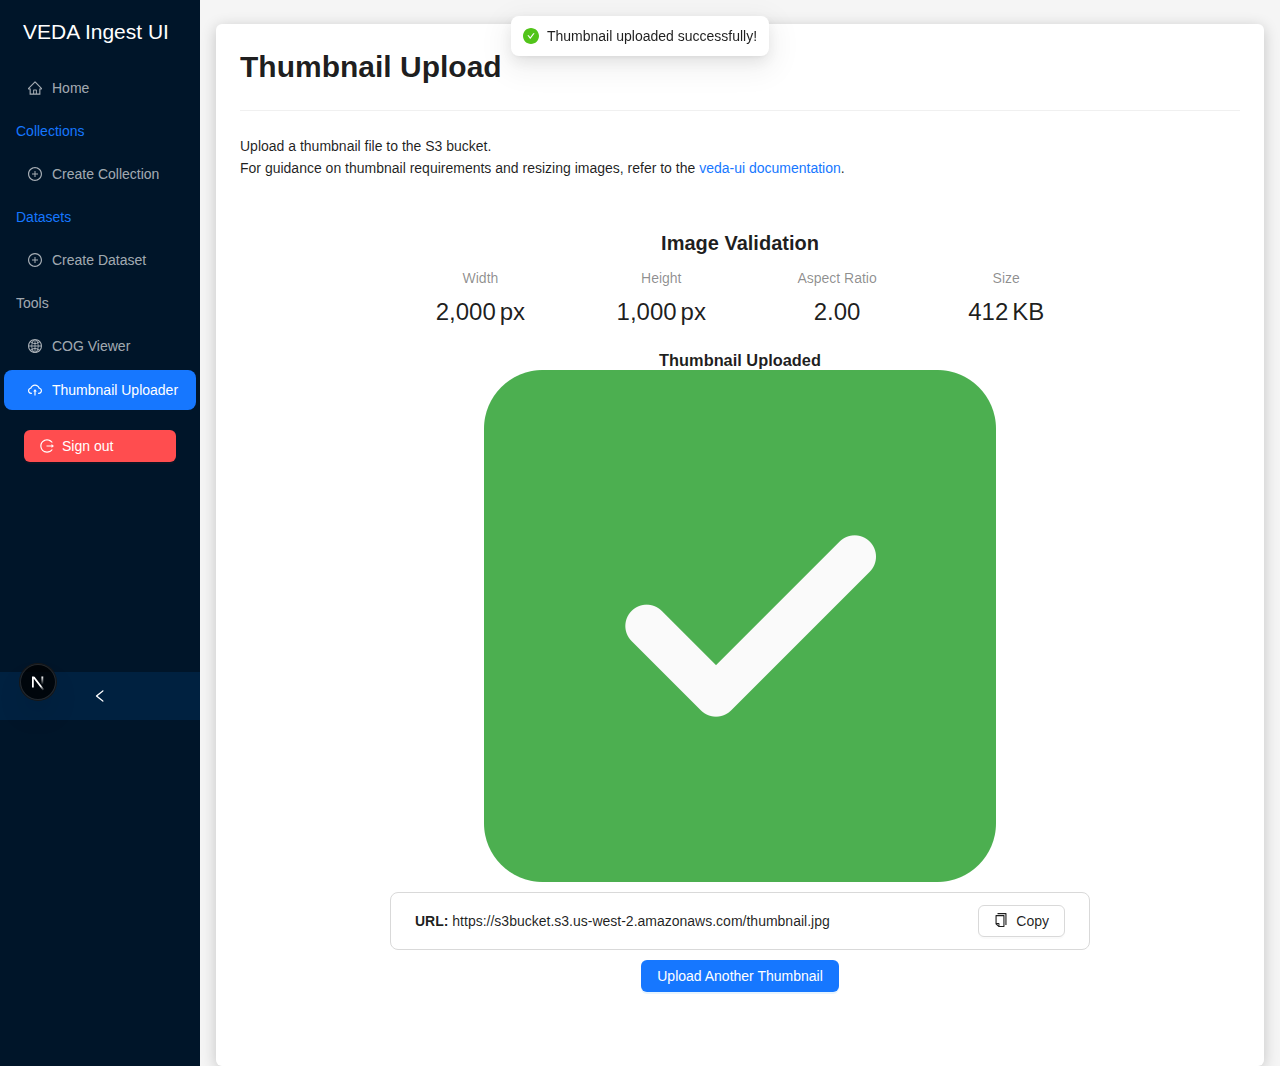 VEDA Ingest UI
Home
Collections
Create Collection
Datasets
Create Dataset
Tools
COG Viewer
Thumbnail Uploader
Sign out
N
Thumbnail uploaded successfully!
Thumbnail Upload
Upload a thumbnail file to the S3 bucket.
For guidance on thumbnail requirements and resizing images, refer to the veda-ui documentation.
Image Validation
Width Height Aspect Ratio Size
2,000 px 1,000 px 2.00 412 KB
Thumbnail Uploaded
URL: https://s3bucket.s3.us-west-2.amazonaws.com/thumbnail.jpg Copy
Upload Another Thumbnail